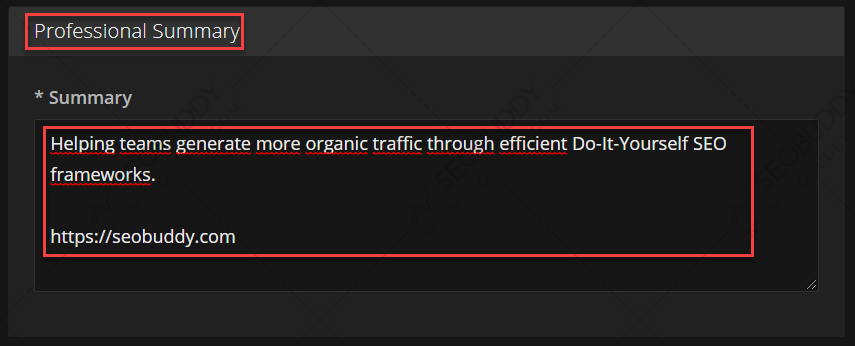 Professional Summary
* Summary
Helping teams generate more organic traffic through efficient Do-It-Yourself SEO
frameworks.
https://seobuddy.com